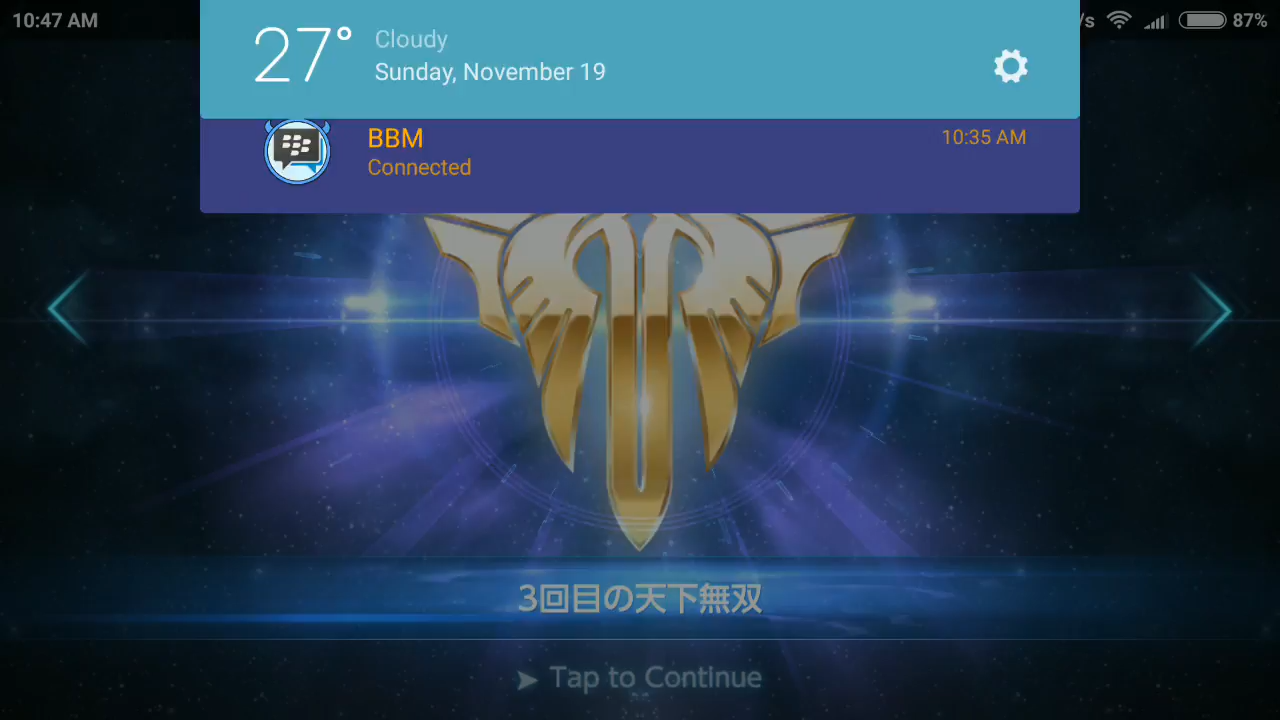 10:47 AM
/s
87%
27°
Cloudy
Sunday, November 19
BBM
10:35 AM
Connected
3回目の天下無双
Tap to Continue